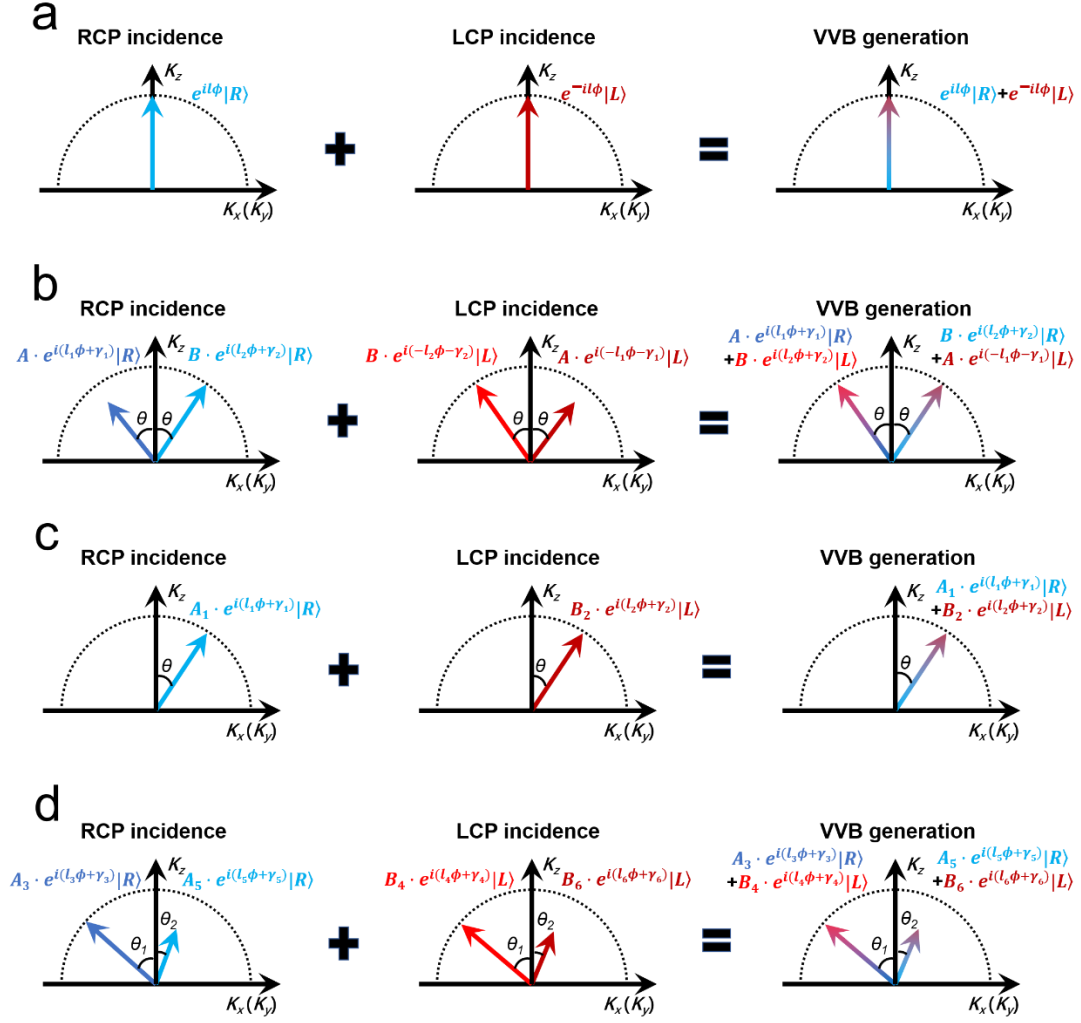 a
RCP incidence
LCP incidence
VVB generation
K_z
e^{ilϕ}|R⟩
K_x(K_y)
+
K_z
e^{-ilϕ}|L⟩
K_x(K_y)
=
K_z
e^{ilϕ}|R⟩+e^{-ilϕ}|L⟩
K_x(K_y)
b
RCP incidence
LCP incidence
VVB generation
A · e^{i(l_1ϕ+γ_1)}|R⟩
K_z
B · e^{i(l_2ϕ+γ_2)}|R⟩
θ θ
K_x(K_y)
+
B · e^{i(-l_2ϕ-γ_2)}|L⟩
K_z
A · e^{i(-l_1ϕ-γ_1)}|L⟩
θ θ
K_x(K_y)
=
A · e^{i(l_1ϕ+γ_1)}|R⟩
+B · e^{i(l_2ϕ+γ_2)}|L⟩
K_z
B · e^{i(l_2ϕ+γ_2)}|R⟩
+A · e^{i(-l_1ϕ-γ_1)}|L⟩
θ θ
K_x(K_y)
c
RCP incidence
LCP incidence
VVB generation
K_z
A_1 · e^{i(l_1ϕ+γ_1)}|R⟩
θ
K_x(K_y)
+
K_z
B_2 · e^{i(l_2ϕ+γ_2)}|L⟩
θ
K_x(K_y)
=
K_z
A_1 · e^{i(l_1ϕ+γ_1)}|R⟩
+B_2 · e^{i(l_2ϕ+γ_2)}|L⟩
θ
K_x(K_y)
d
RCP incidence
LCP incidence
VVB generation
A_3 · e^{i(l_3ϕ+γ_3)}|R⟩
K_z
A_5 · e^{i(l_5ϕ+γ_5)}|R⟩
θ_1 θ_2
K_x(K_y)
+
B_4 · e^{i(l_4ϕ+γ_4)}|L⟩
K_z
B_6 · e^{i(l_6ϕ+γ_6)}|L⟩
θ_1 θ_2
K_x(K_y)
=
A_3 · e^{i(l_3ϕ+γ_3)}|R⟩
+B_4 · e^{i(l_4ϕ+γ_4)}|L⟩
K_z
A_5 · e^{i(l_5ϕ+γ_5)}|R⟩
+B_6 · e^{i(l_6ϕ+γ_6)}|L⟩
θ_1 θ_2
K_x(K_y)